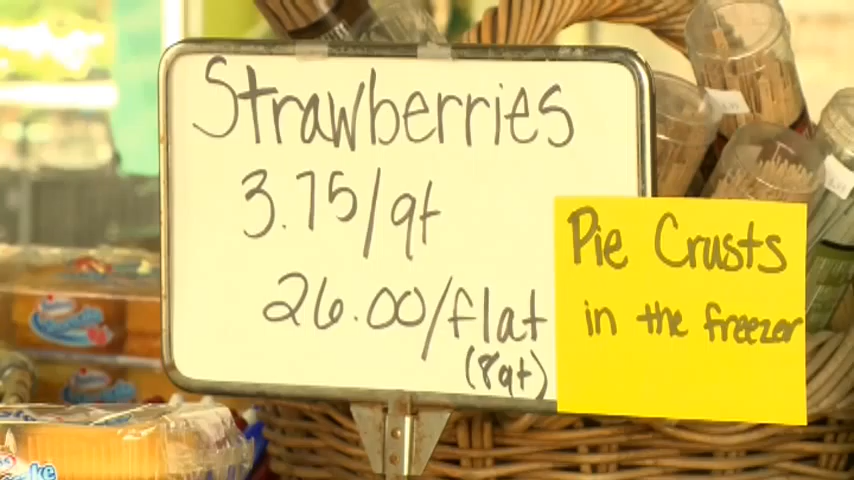 Strawberries
3.75/qt
26.00/flat
(8qt)
Pie Crusts
in the freezer